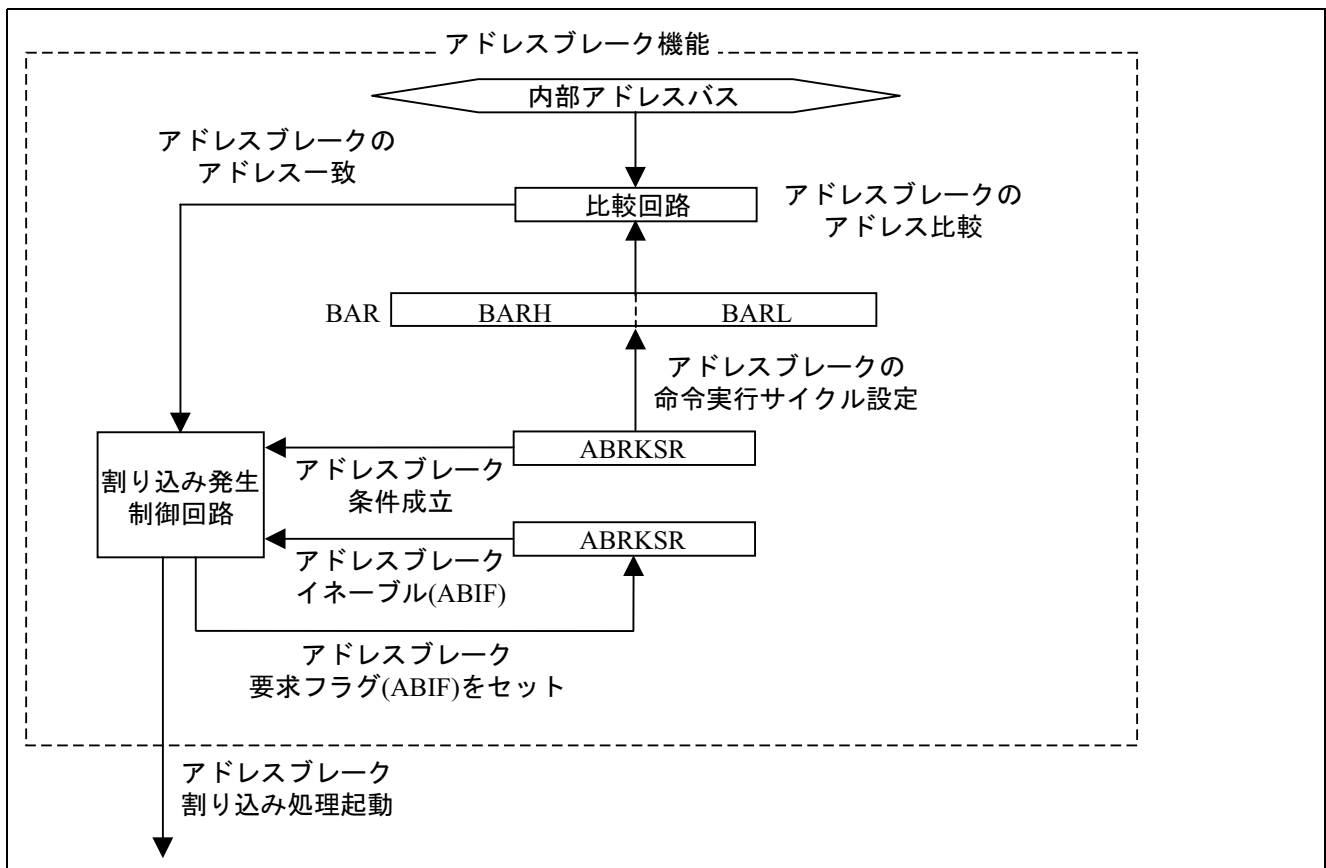 アドレスブレーク機能
内部アドレスバス
アドレスブレークの
アドレス一致
比較回路
アドレスブレークの
アドレス比較
BAR
BARH
BARL
アドレスブレークの
命令実行サイクル設定
ABRKSR
アドレスブレーク
条件成立
割り込み発生
制御回路
ABRKSR
アドレスブレーク
イネーブル(ABIF)
アドレスブレーク
要求フラグ(ABIF)をセット
アドレスブレーク
割り込み処理起動